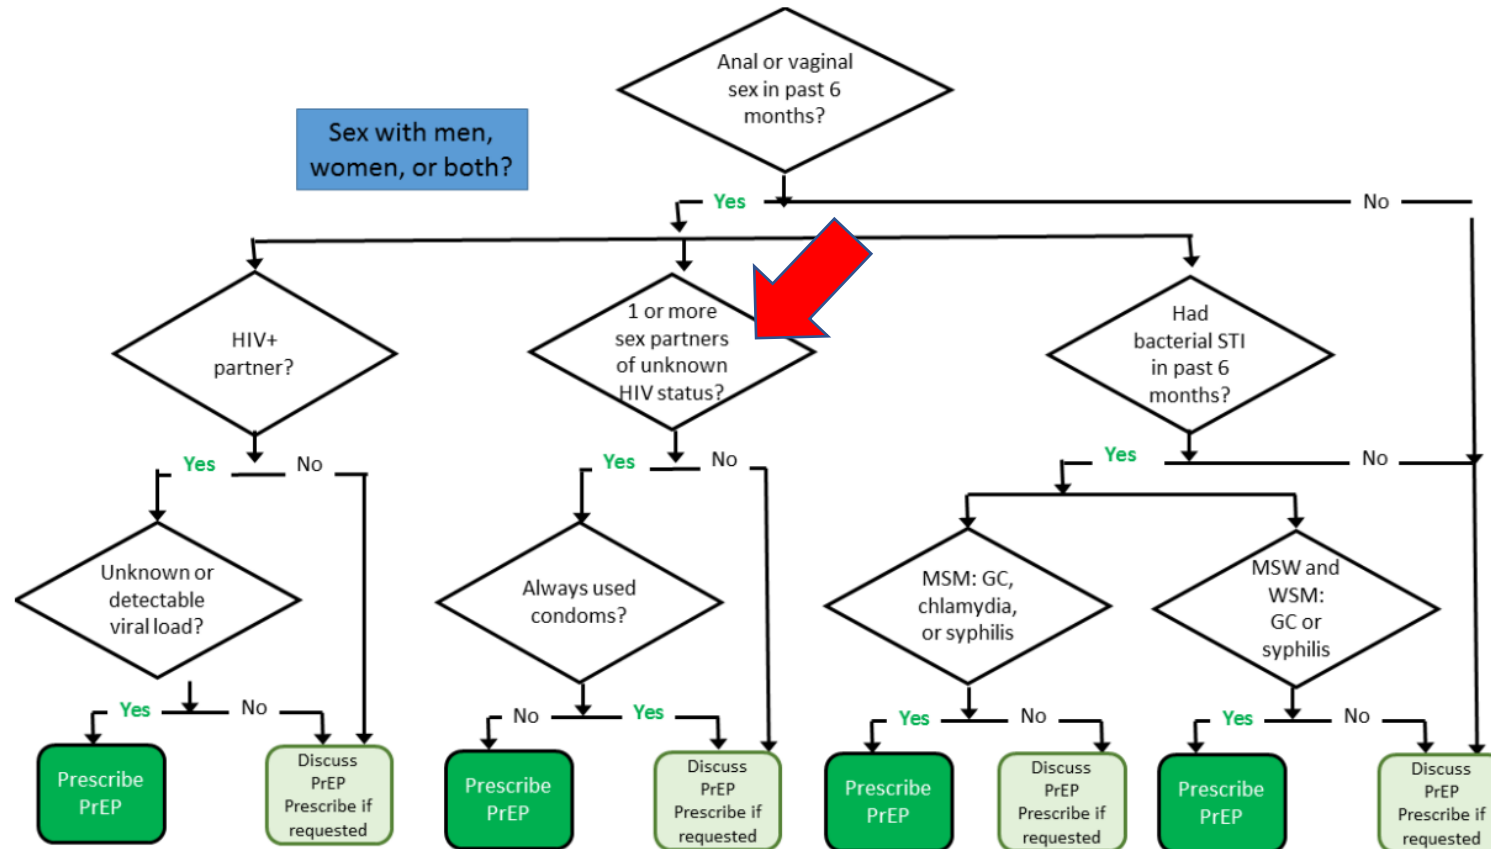 Anal or vaginal
sex in past 6
months?
Sex with men,
women, or both?
Yes
No
HIV+
partner?
1 or more
sex partners
of unknown
HIV status?
Had
bacterial STI
in past 6
months?
Yes
No
Yes
No
Yes
No
Unknown or
detectable
viral load?
Always used
condoms?
MSM: GC,
chlamydia,
or syphilis
MSW and
WSM:
GC or
syphilis
Yes
No
No
Yes
Yes
No
Yes
No
Prescribe
PrEP
Discuss
PrEP
Prescribe if
requested
Prescribe
PrEP
Discuss
PrEP
Prescribe if
requested
Prescribe
PrEP
Discuss
PrEP
Prescribe if
requested
Prescribe
PrEP
Discuss
PrEP
Prescribe if
requested